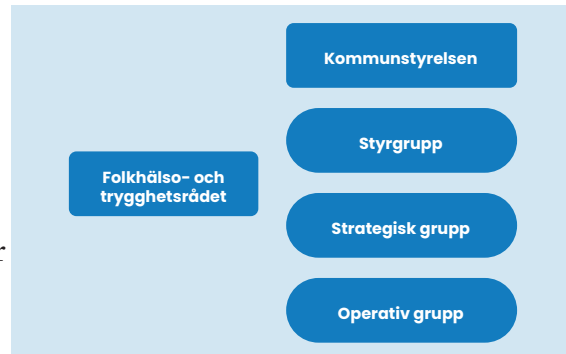 Kommunstyrelsen
Styrgrupp
Folkhälso- och
trygghetsrådet
Strategisk grupp
Operativ grupp
r